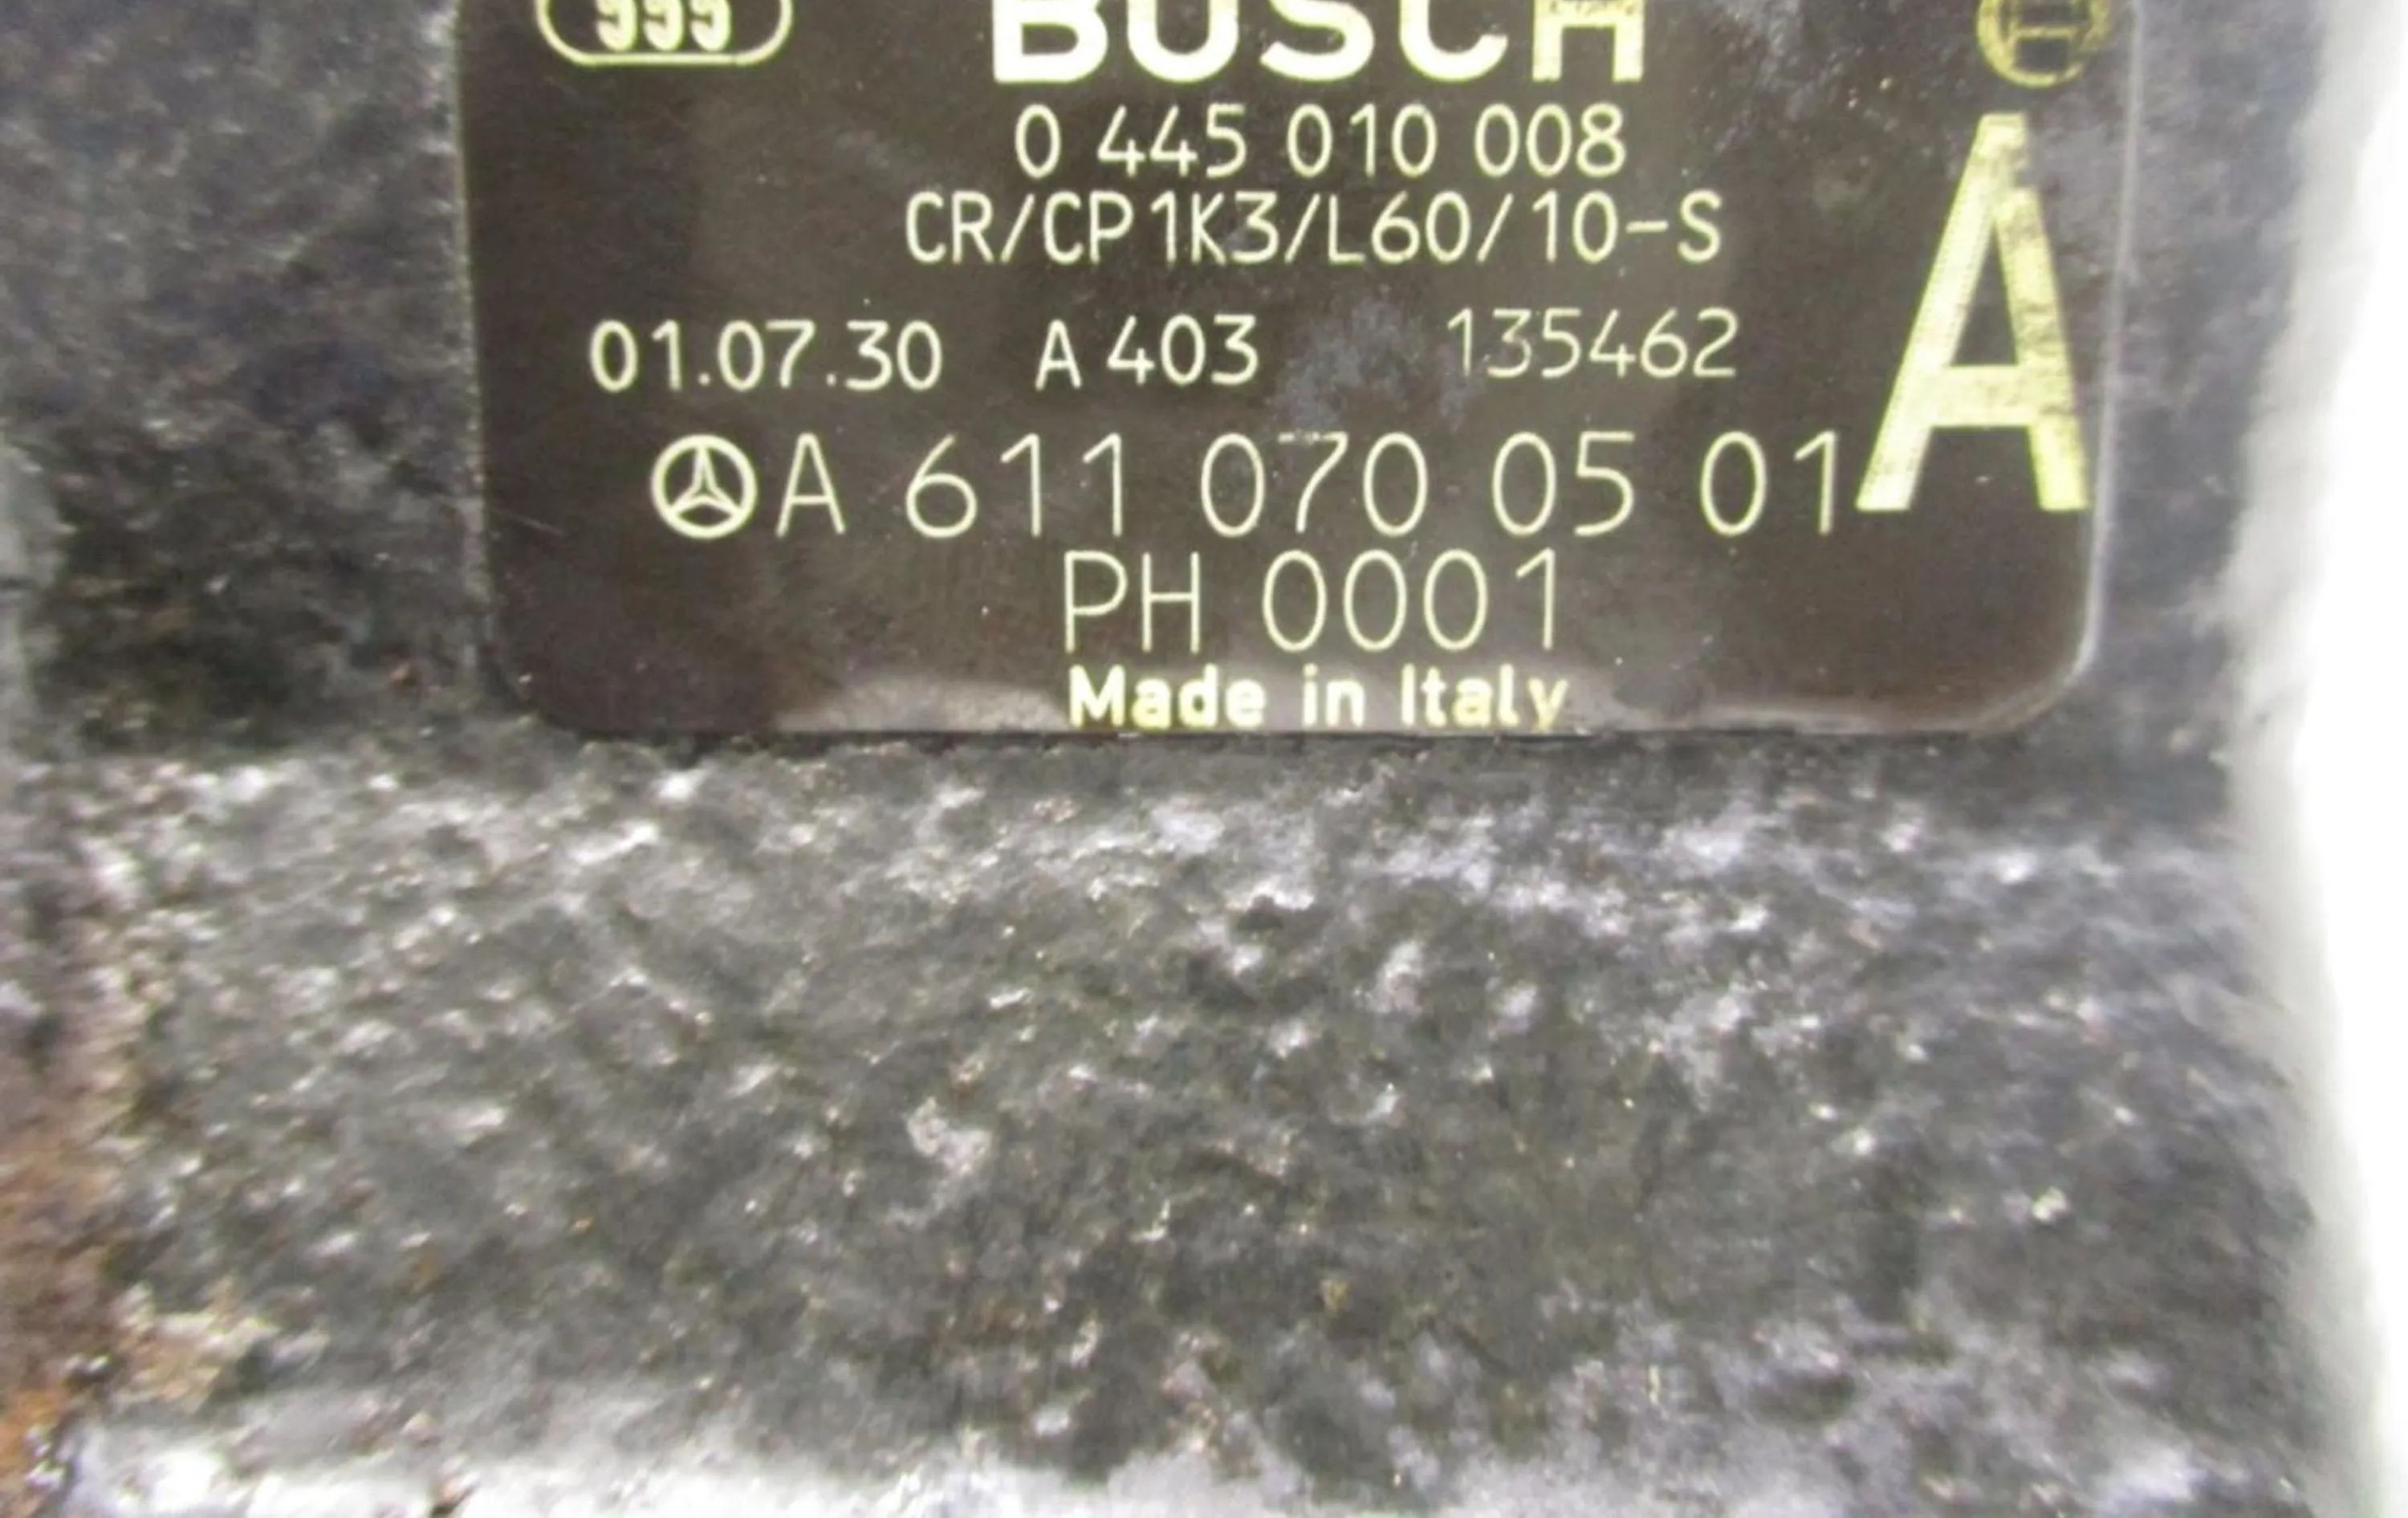 BOSCH
0 445 010 008
CR/CP1K3/L60/10-S
01.07.30 A 403 135462
A
A 611 070 05 01
PH 0001
Made in Italy